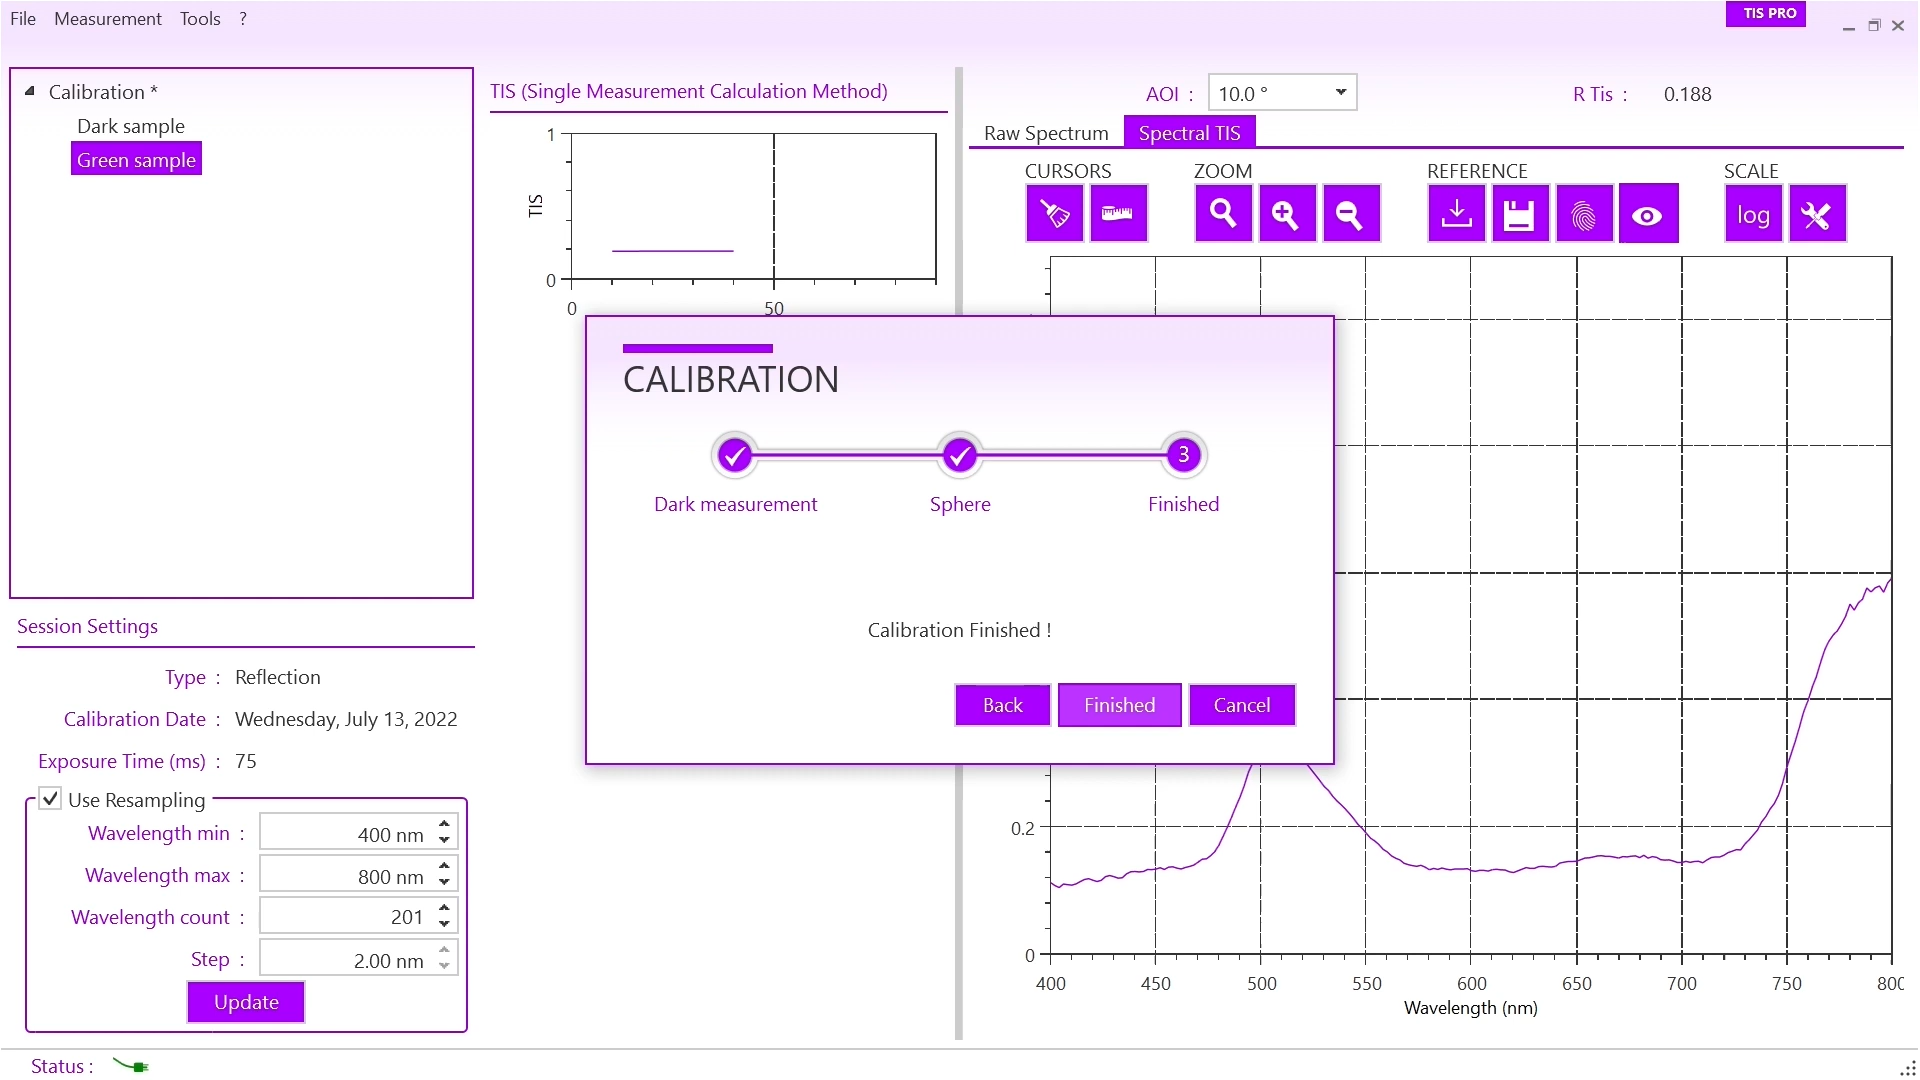 File Measurement Tools ?
TIS PRO
Calibration *
Dark sample
Green sample
TIS (Single Measurement Calculation Method)
1
TIS
0
0 50
AOI : 10.0 °
R Tis : 0.188
Raw Spectrum Spectral TIS
CURSORS ZOOM REFERENCE SCALE
log
CALIBRATION
3
Dark measurement Sphere Finished
Calibration Finished !
Back Finished Cancel
0.2
0
400 450 500 550 600 650 700 750 800
Wavelength (nm)
Session Settings
Type : Reflection
Calibration Date : Wednesday, July 13, 2022
Exposure Time (ms) : 75
Use Resampling
Wavelength min : 400 nm
Wavelength max : 800 nm
Wavelength count : 201
Step : 2.00 nm
Update
Status :